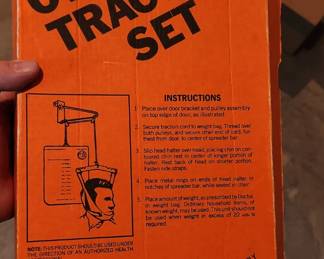 TRAC
SET
INSTRUCTIONS
1. Place over door bracket and pulley assembly
on top edge of door, as illustrated.
2. Secure traction cord to weight bag. Thread over
both pulleys, and secure other end of cord, fur-
thest from door, to center of spreader bar.
3. Slip head halter over head, placing chin on con-
toured chin rest in center of longer portion of
halter. Rest back of head on shorter portion.
Fasten side straps.
4. Place metal rings on ends of head halter to
notches of spreader bar, while seated in chair.
5. Place amount of weight, as prescribed by Doctor,
in weight bag. Ordinary household items, of
known weight, may be used. This unit should not
be used when weight in excess of 20 LBS. is
required.
NOTE: THIS PRODUCT SHOULD BE USED UNDER
THE DIRECTION OF AN AUTHORIZED HEALTH